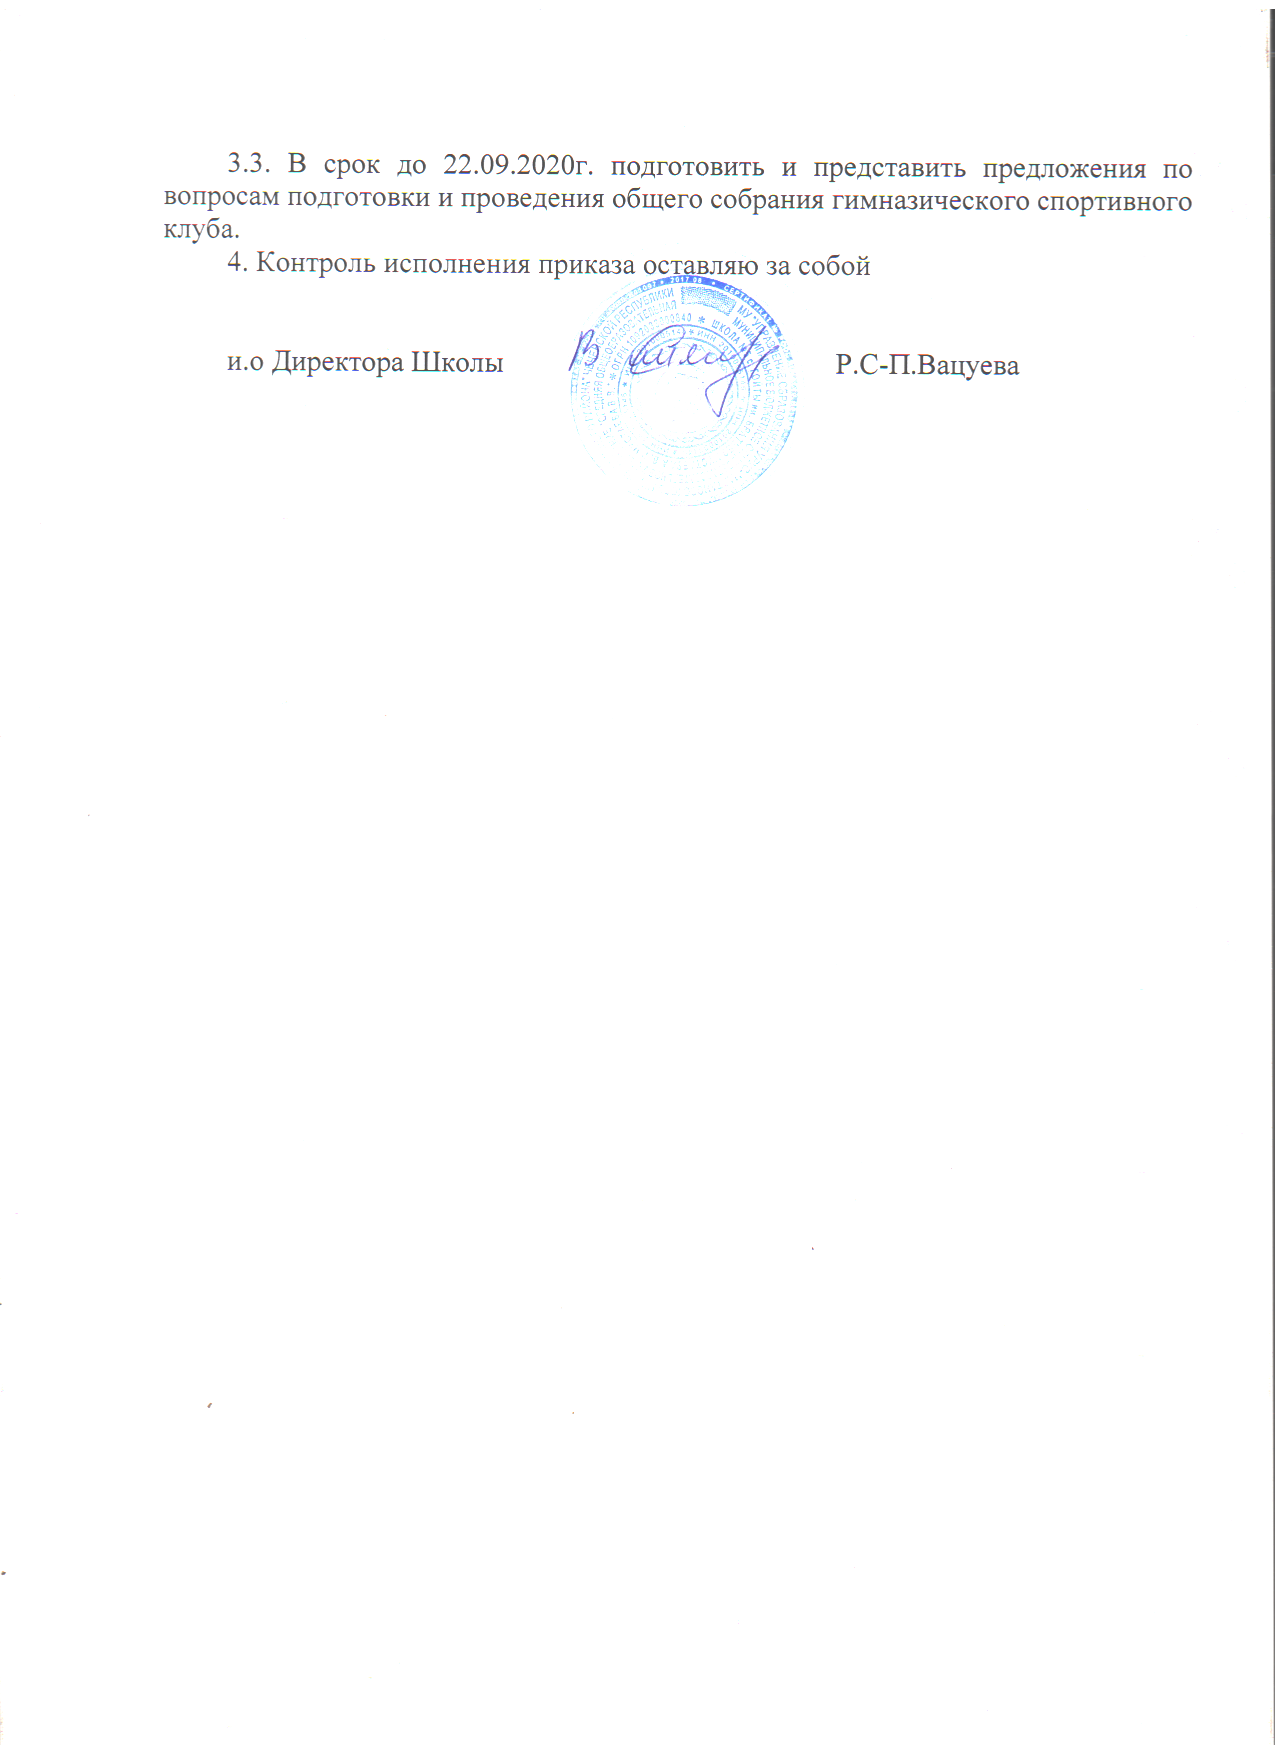 3.3. В срок до 22.09.2020г. подготовить и представить предложения по
вопросам подготовки и проведения общего собрания гимназического спортивного
клуба.
4. Контроль исполнения приказа оставляю за собой
и.о Директора Школы Р.С-П.Вацуева